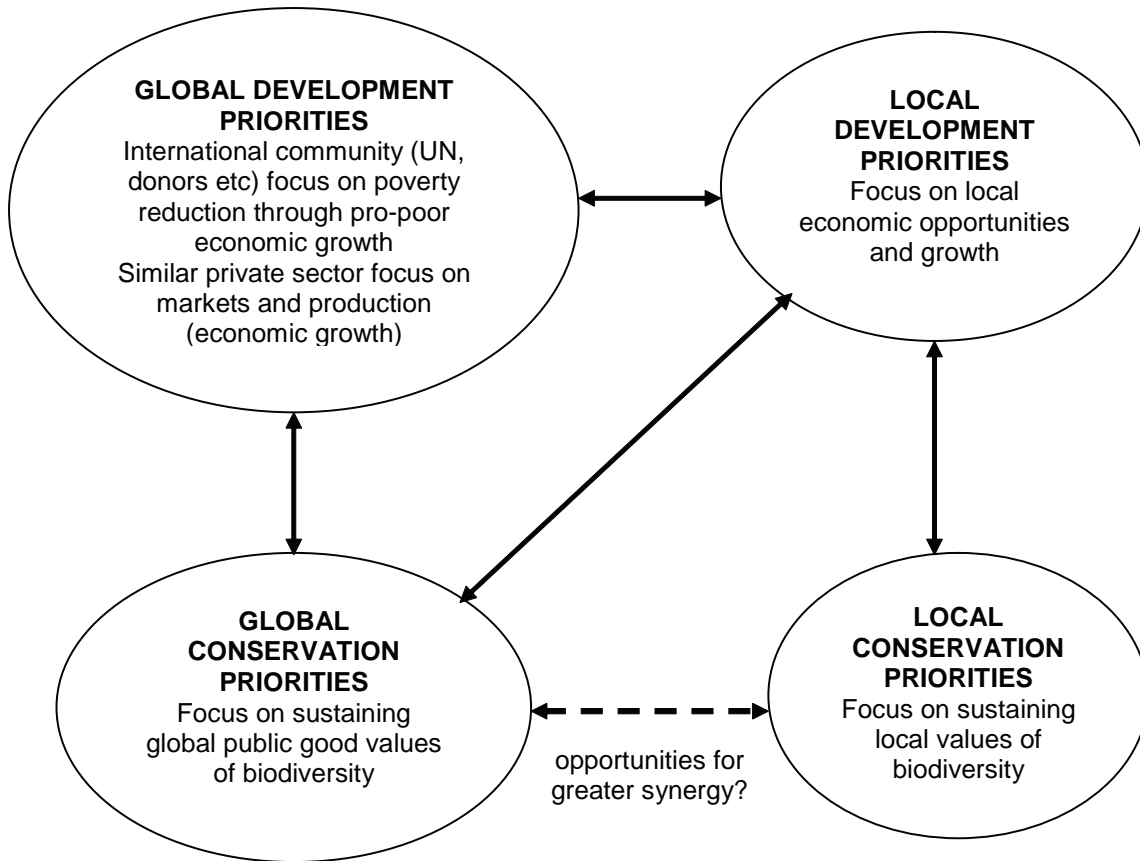 GLOBAL DEVELOPMENT
PRIORITIES
International community (UN,
donors etc) focus on poverty
reduction through pro-poor
economic growth
Similar private sector focus on
markets and production
(economic growth)
LOCAL
DEVELOPMENT
PRIORITIES
Focus on local
economic opportunities
and growth
GLOBAL
CONSERVATION
PRIORITIES
Focus on sustaining
global public good values
of biodiversity
opportunities for
greater synergy?
LOCAL
CONSERVATION
PRIORITIES
Focus on sustaining
local values of
biodiversity